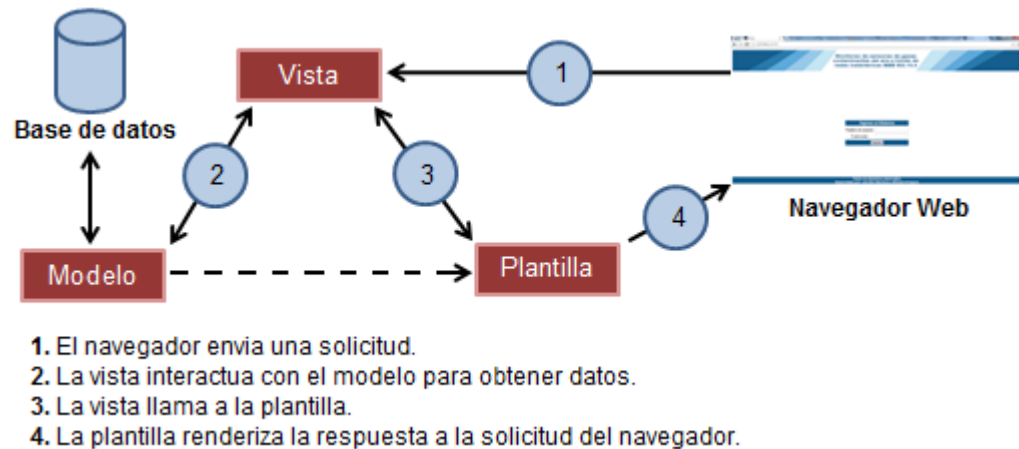 Vista
1
Base de datos
2
3
4
Navegador Web
Modelo
Plantilla
1. El navegador envia una solicitud.
2. La vista interactua con el modelo para obtener datos.
3. La vista llama a la plantilla.
4. La plantilla renderiza la respuesta a la solicitud del navegador.